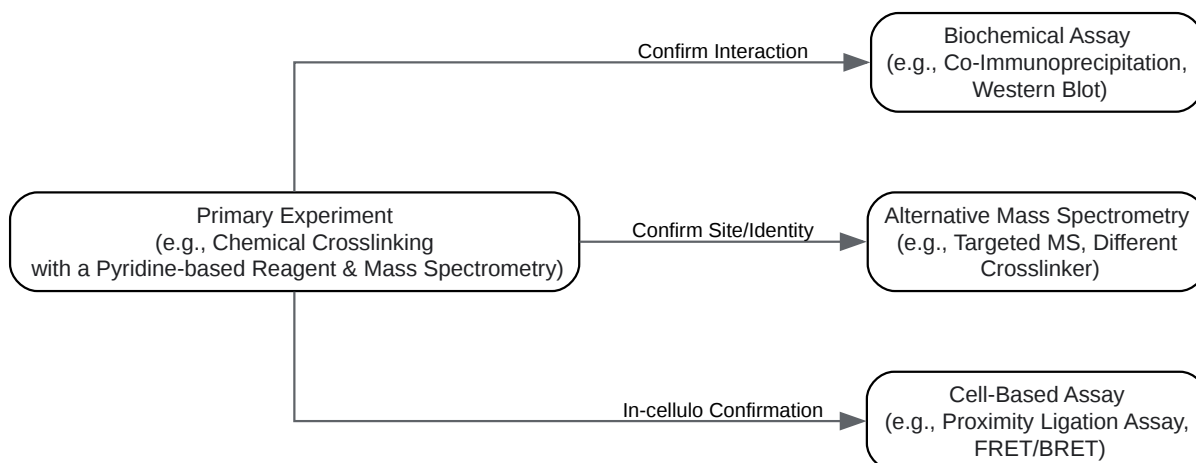 Confirm Interaction
Biochemical Assay
(e.g., Co-Immunoprecipitation,
Western Blot)
Primary Experiment
(e.g., Chemical Crosslinking
with a Pyridine-based Reagent & Mass Spectrometry)
Confirm Site/Identity
Alternative Mass Spectrometry
(e.g., Targeted MS, Different
Crosslinker)
In-cellulo Confirmation
Cell-Based Assay
(e.g., Proximity Ligation Assay,
FRET/BRET)